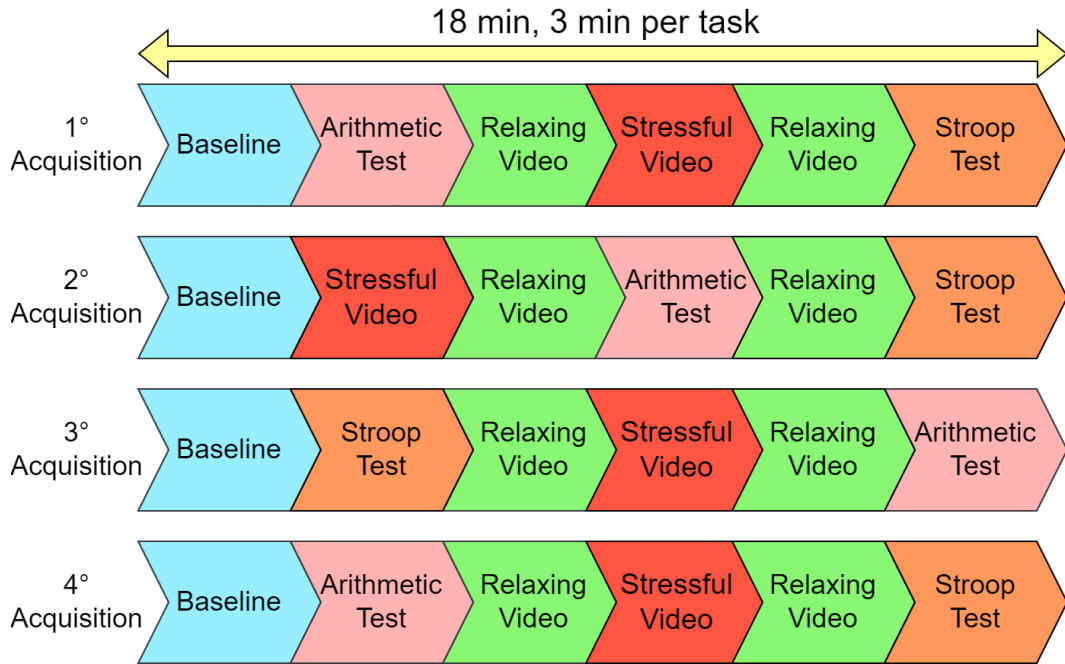 18 min, 3 min per task
1°
Acquisition
Baseline
Arithmetic
Test
Relaxing
Video
Stressful
Video
Relaxing
Video
Stroop
Test
2°
Acquisition
Baseline
Stressful
Video
Relaxing
Video
Arithmetic
Test
Relaxing
Video
Stroop
Test
3°
Acquisition
Baseline
Stroop
Test
Relaxing
Video
Stressful
Video
Relaxing
Video
Arithmetic
Test
4°
Acquisition
Baseline
Arithmetic
Test
Relaxing
Video
Stressful
Video
Relaxing
Video
Stroop
Test